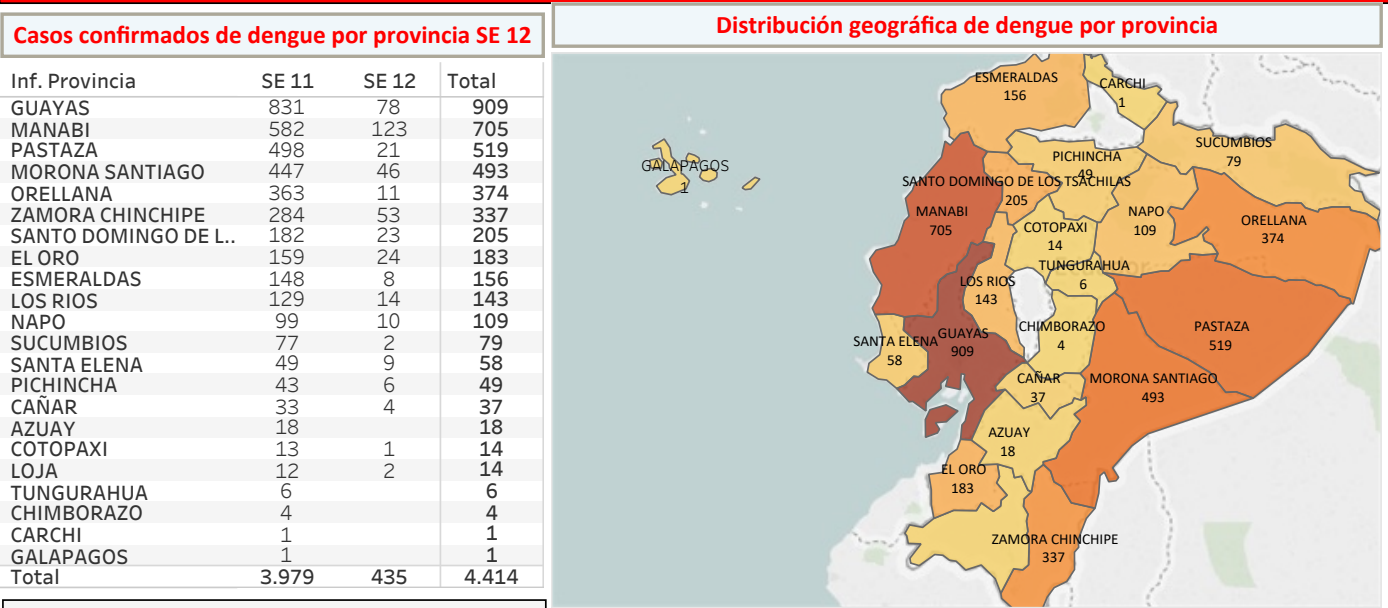 Casos confirmados de dengue por provincia SE 12
Inf. Provincia SE 11 SE 12 Total
GUAYAS 831 78 909
MANABI 582 123 705
PASTAZA 498 21 519
MORONA SANTIAGO 447 46 493
ORELLANA 363 11 374
ZAMORA CHINCHIPE 284 53 337
SANTO DOMINGO DE L.. 182 23 205
EL ORO 159 24 183
ESMERALDAS 148 8 156
LOS RIOS 129 14 143
NAPO 99 10 109
SUCUMBIOS 77 2 79
SANTA ELENA 49 9 58
PICHINCHA 43 6 49
CAÑAR 33 4 37
AZUAY 18 18
COTOPAXI 13 1 14
LOJA 12 2 14
TUNGURAHUA 6 6
CHIMBORAZO 4 4
CARCHI 1 1
GALAPAGOS 1 1
Total 3.979 435 4.414
Distribución geográfica de dengue por provincia
ESMERALDAS
156
CARCHI
1
SUCUMBIOS
79
PICHINCHA
49
GALAPAGOS
1
SANTO DOMINGO DE LOS TSACHILAS
205
MANABI
705
NAPO
109
ORELLANA
374
COTOPAXI
14
TUNGURAHUA
6
LOS RIOS
143
CHIMBORAZO
4
PASTAZA
519
SANTA ELENA
58
GUAYAS
909
CAÑAR
37
MORONA SANTIAGO
493
AZUAY
18
EL ORO
183
ZAMORA CHINCHIPE
337